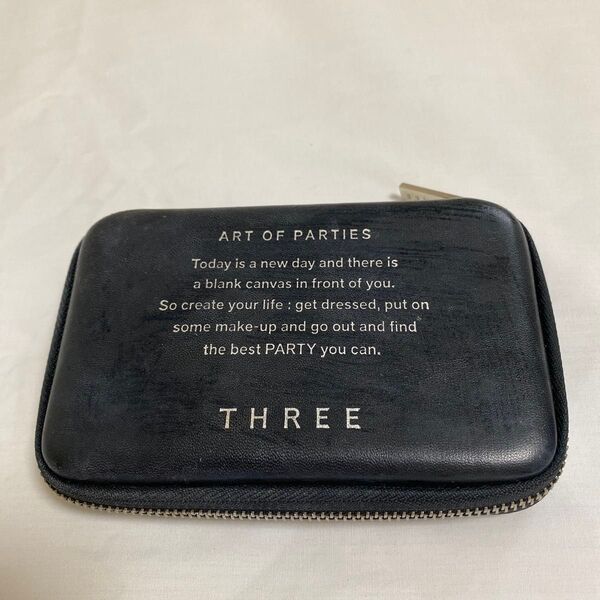 ART OF PARTIES
Today is a new day and there is
a blank canvas in front of you.
So create your life : get dressed, put on
some make-up and go out and find
the best PARTY you can.
THREE